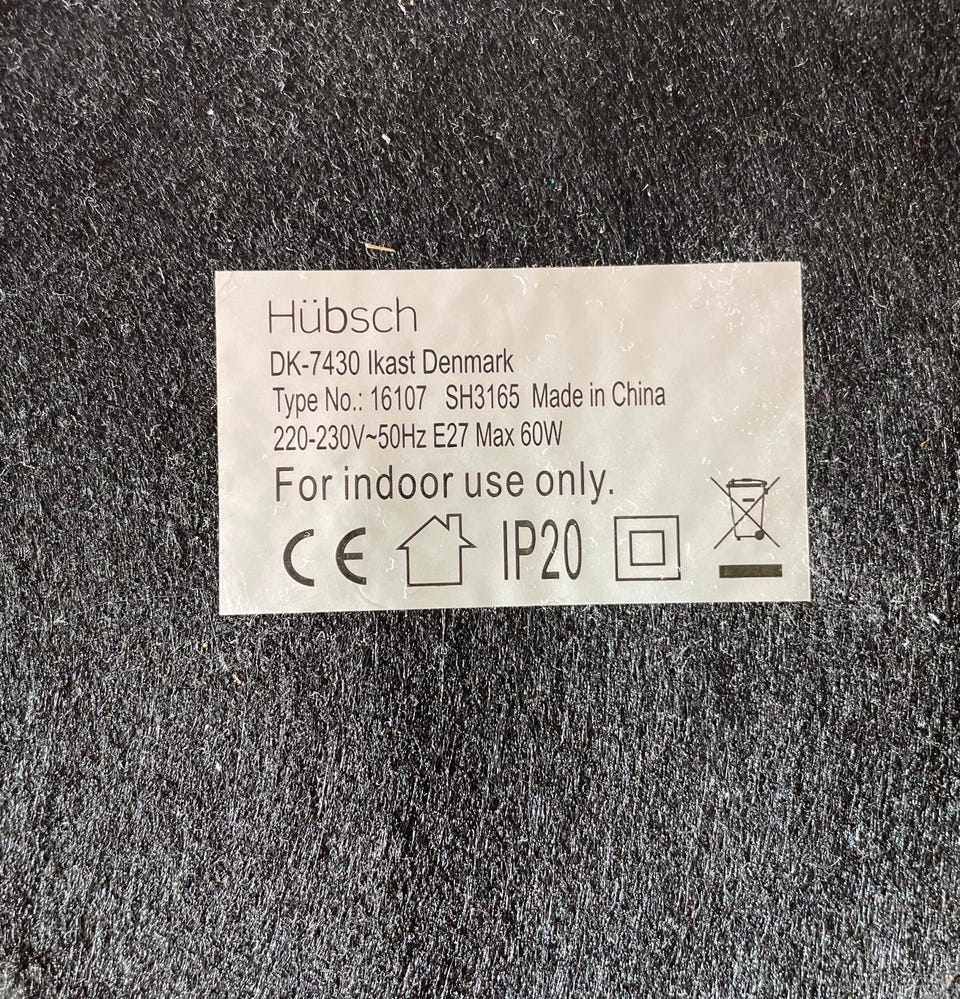 Hübsch
DK-7430 Ikast Denmark
Type No.: 16107 SH3165 Made in China
220-230V~50Hz E27 Max 60W
For indoor use only.
CE IP20